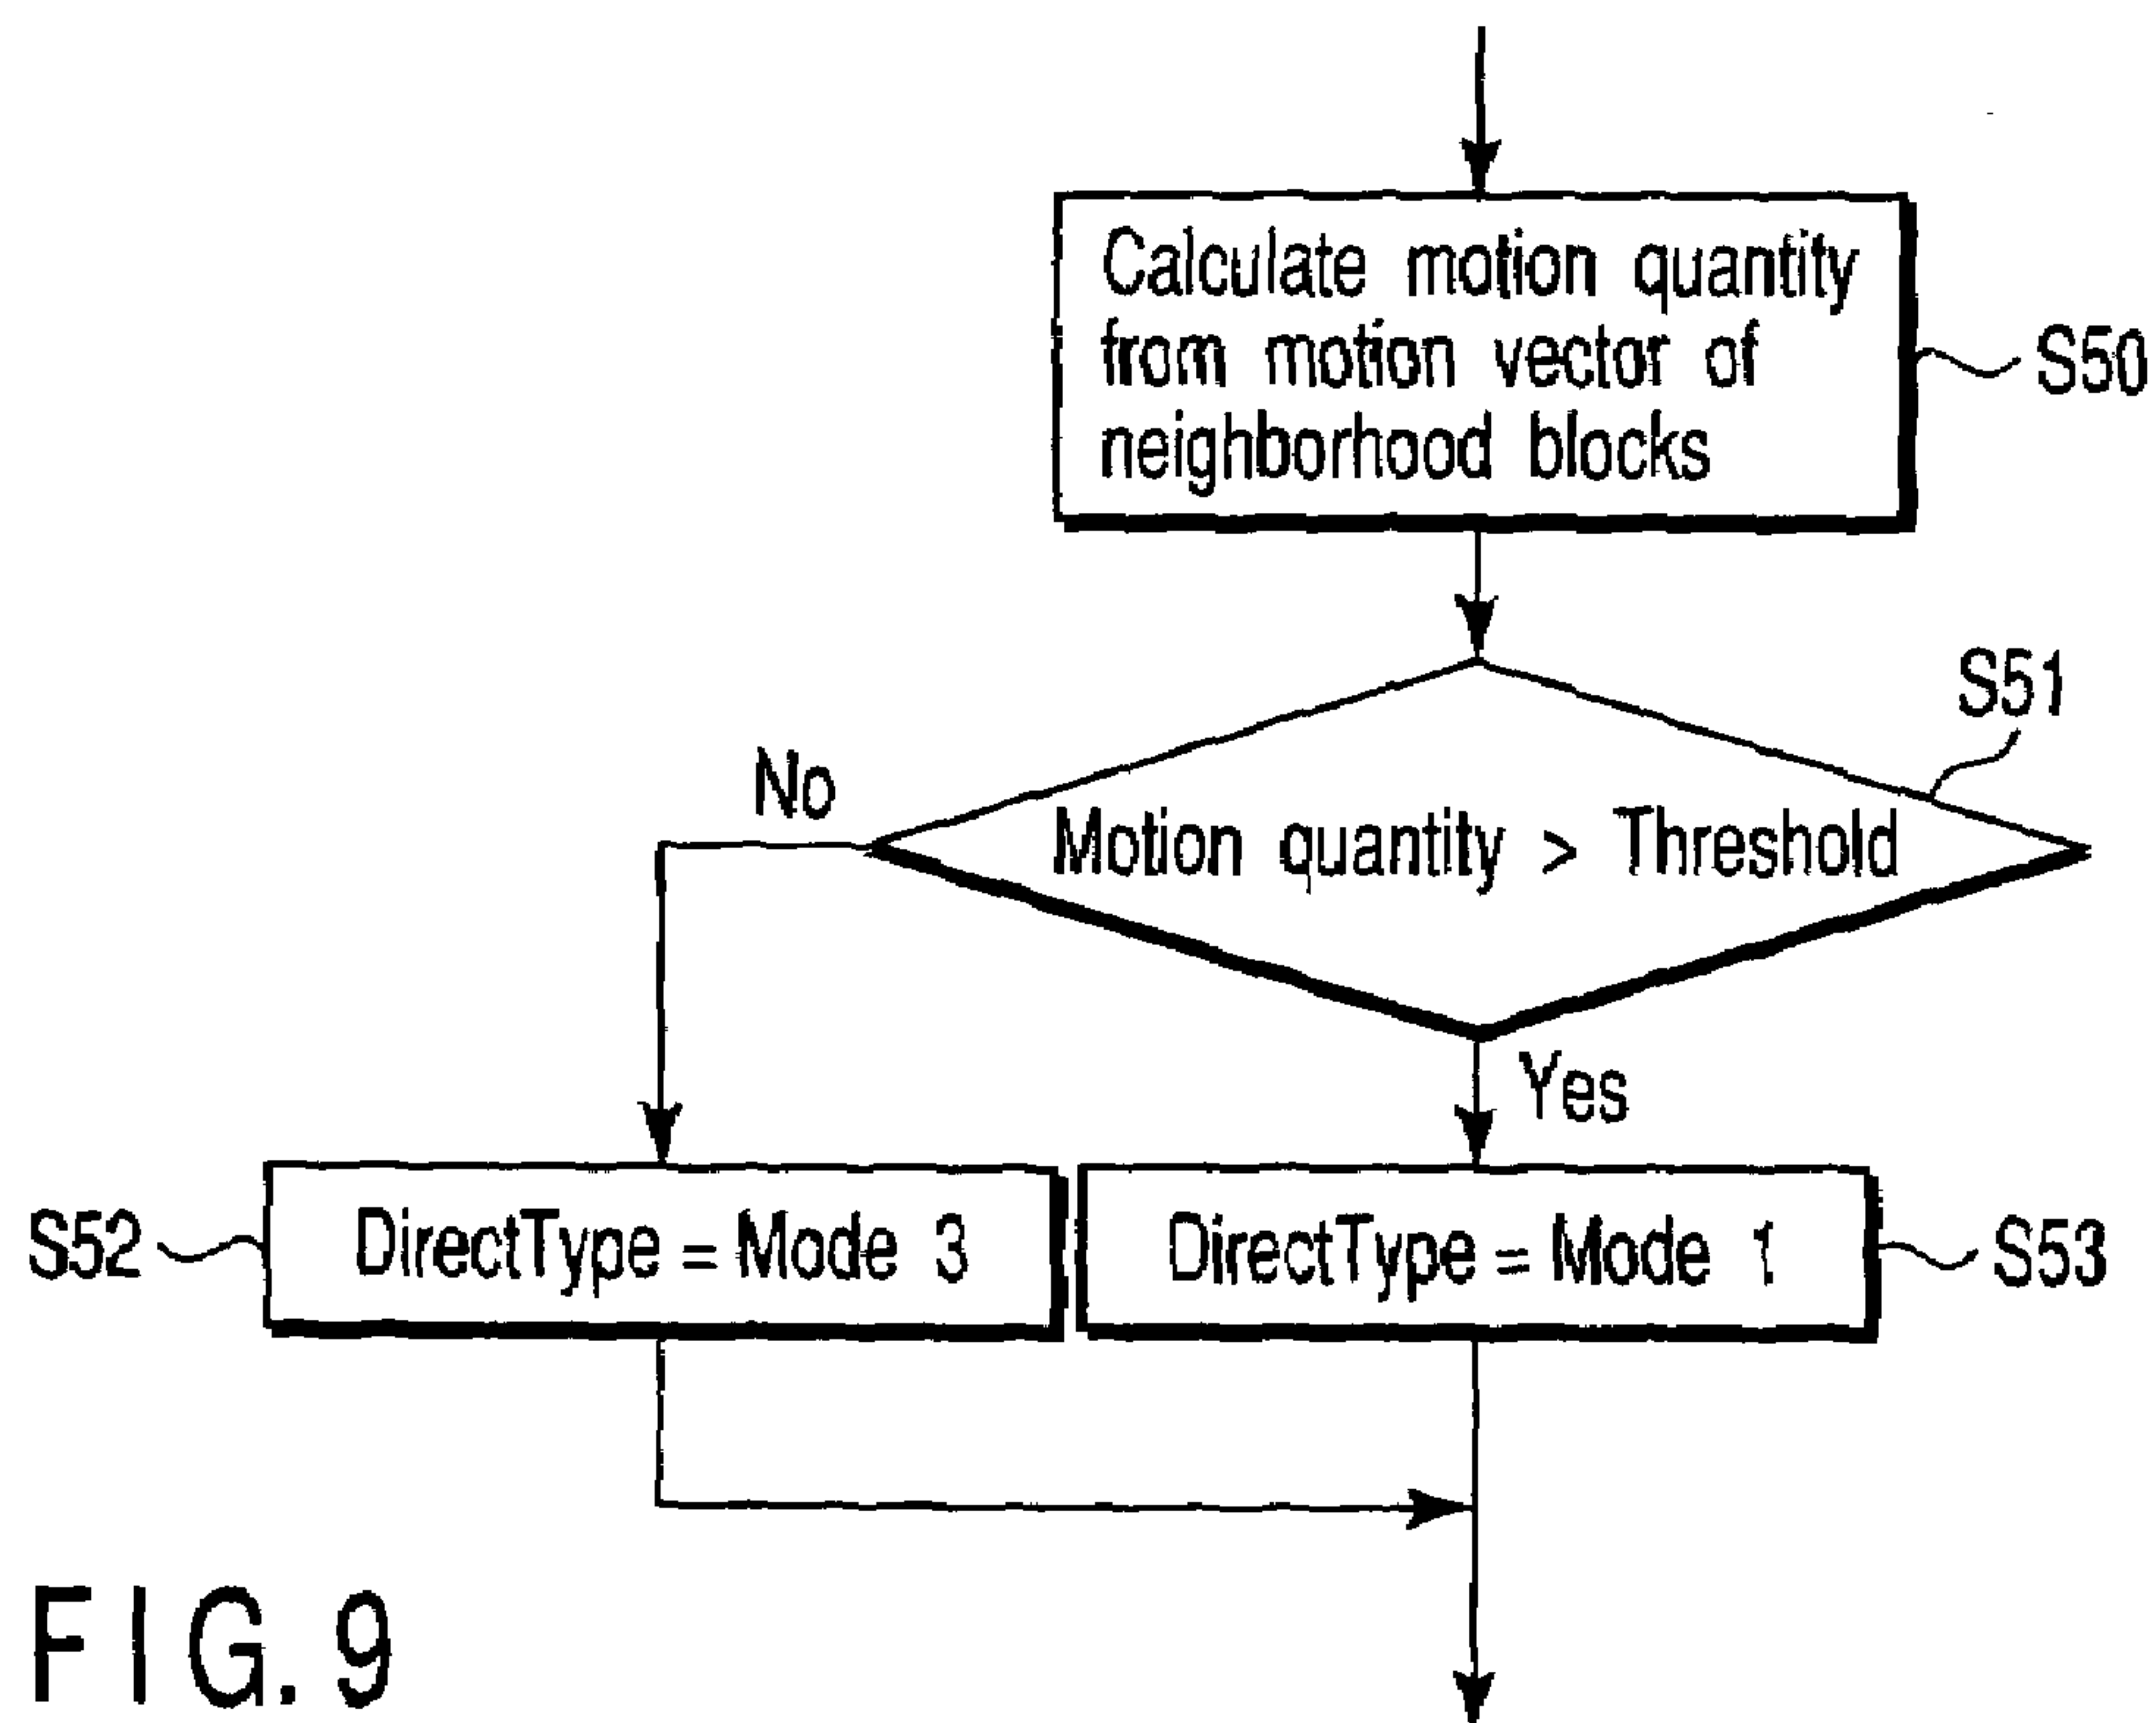 Calculate motion quantity
from motion vector of
neighborhood blocks
S50
S51
No
Motion quantity > Threshold
Yes
S52
DirectType = Mode 3
DirectType = Mode 1
S53
FIG. 9